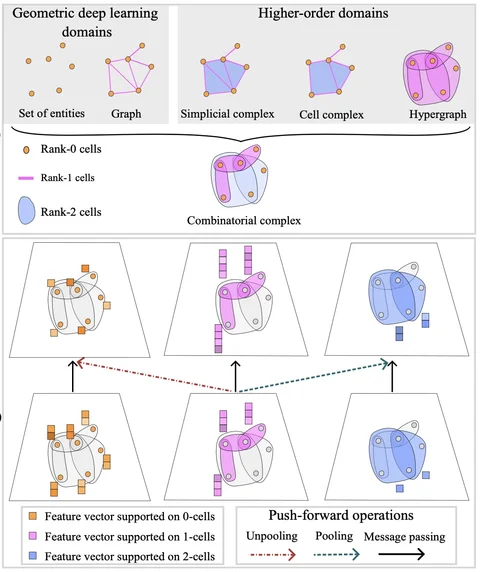 Geometric deep learning
domains
Higher-order domains
Set of entities
Graph
Simplicial complex
Cell complex
Hypergraph
Rank-0 cells
Rank-1 cells
Rank-2 cells
Combinatorial complex
Feature vector supported on 0-cells
Feature vector supported on 1-cells
Feature vector supported on 2-cells
Push-forward operations
Unpooling
Pooling
Message passing